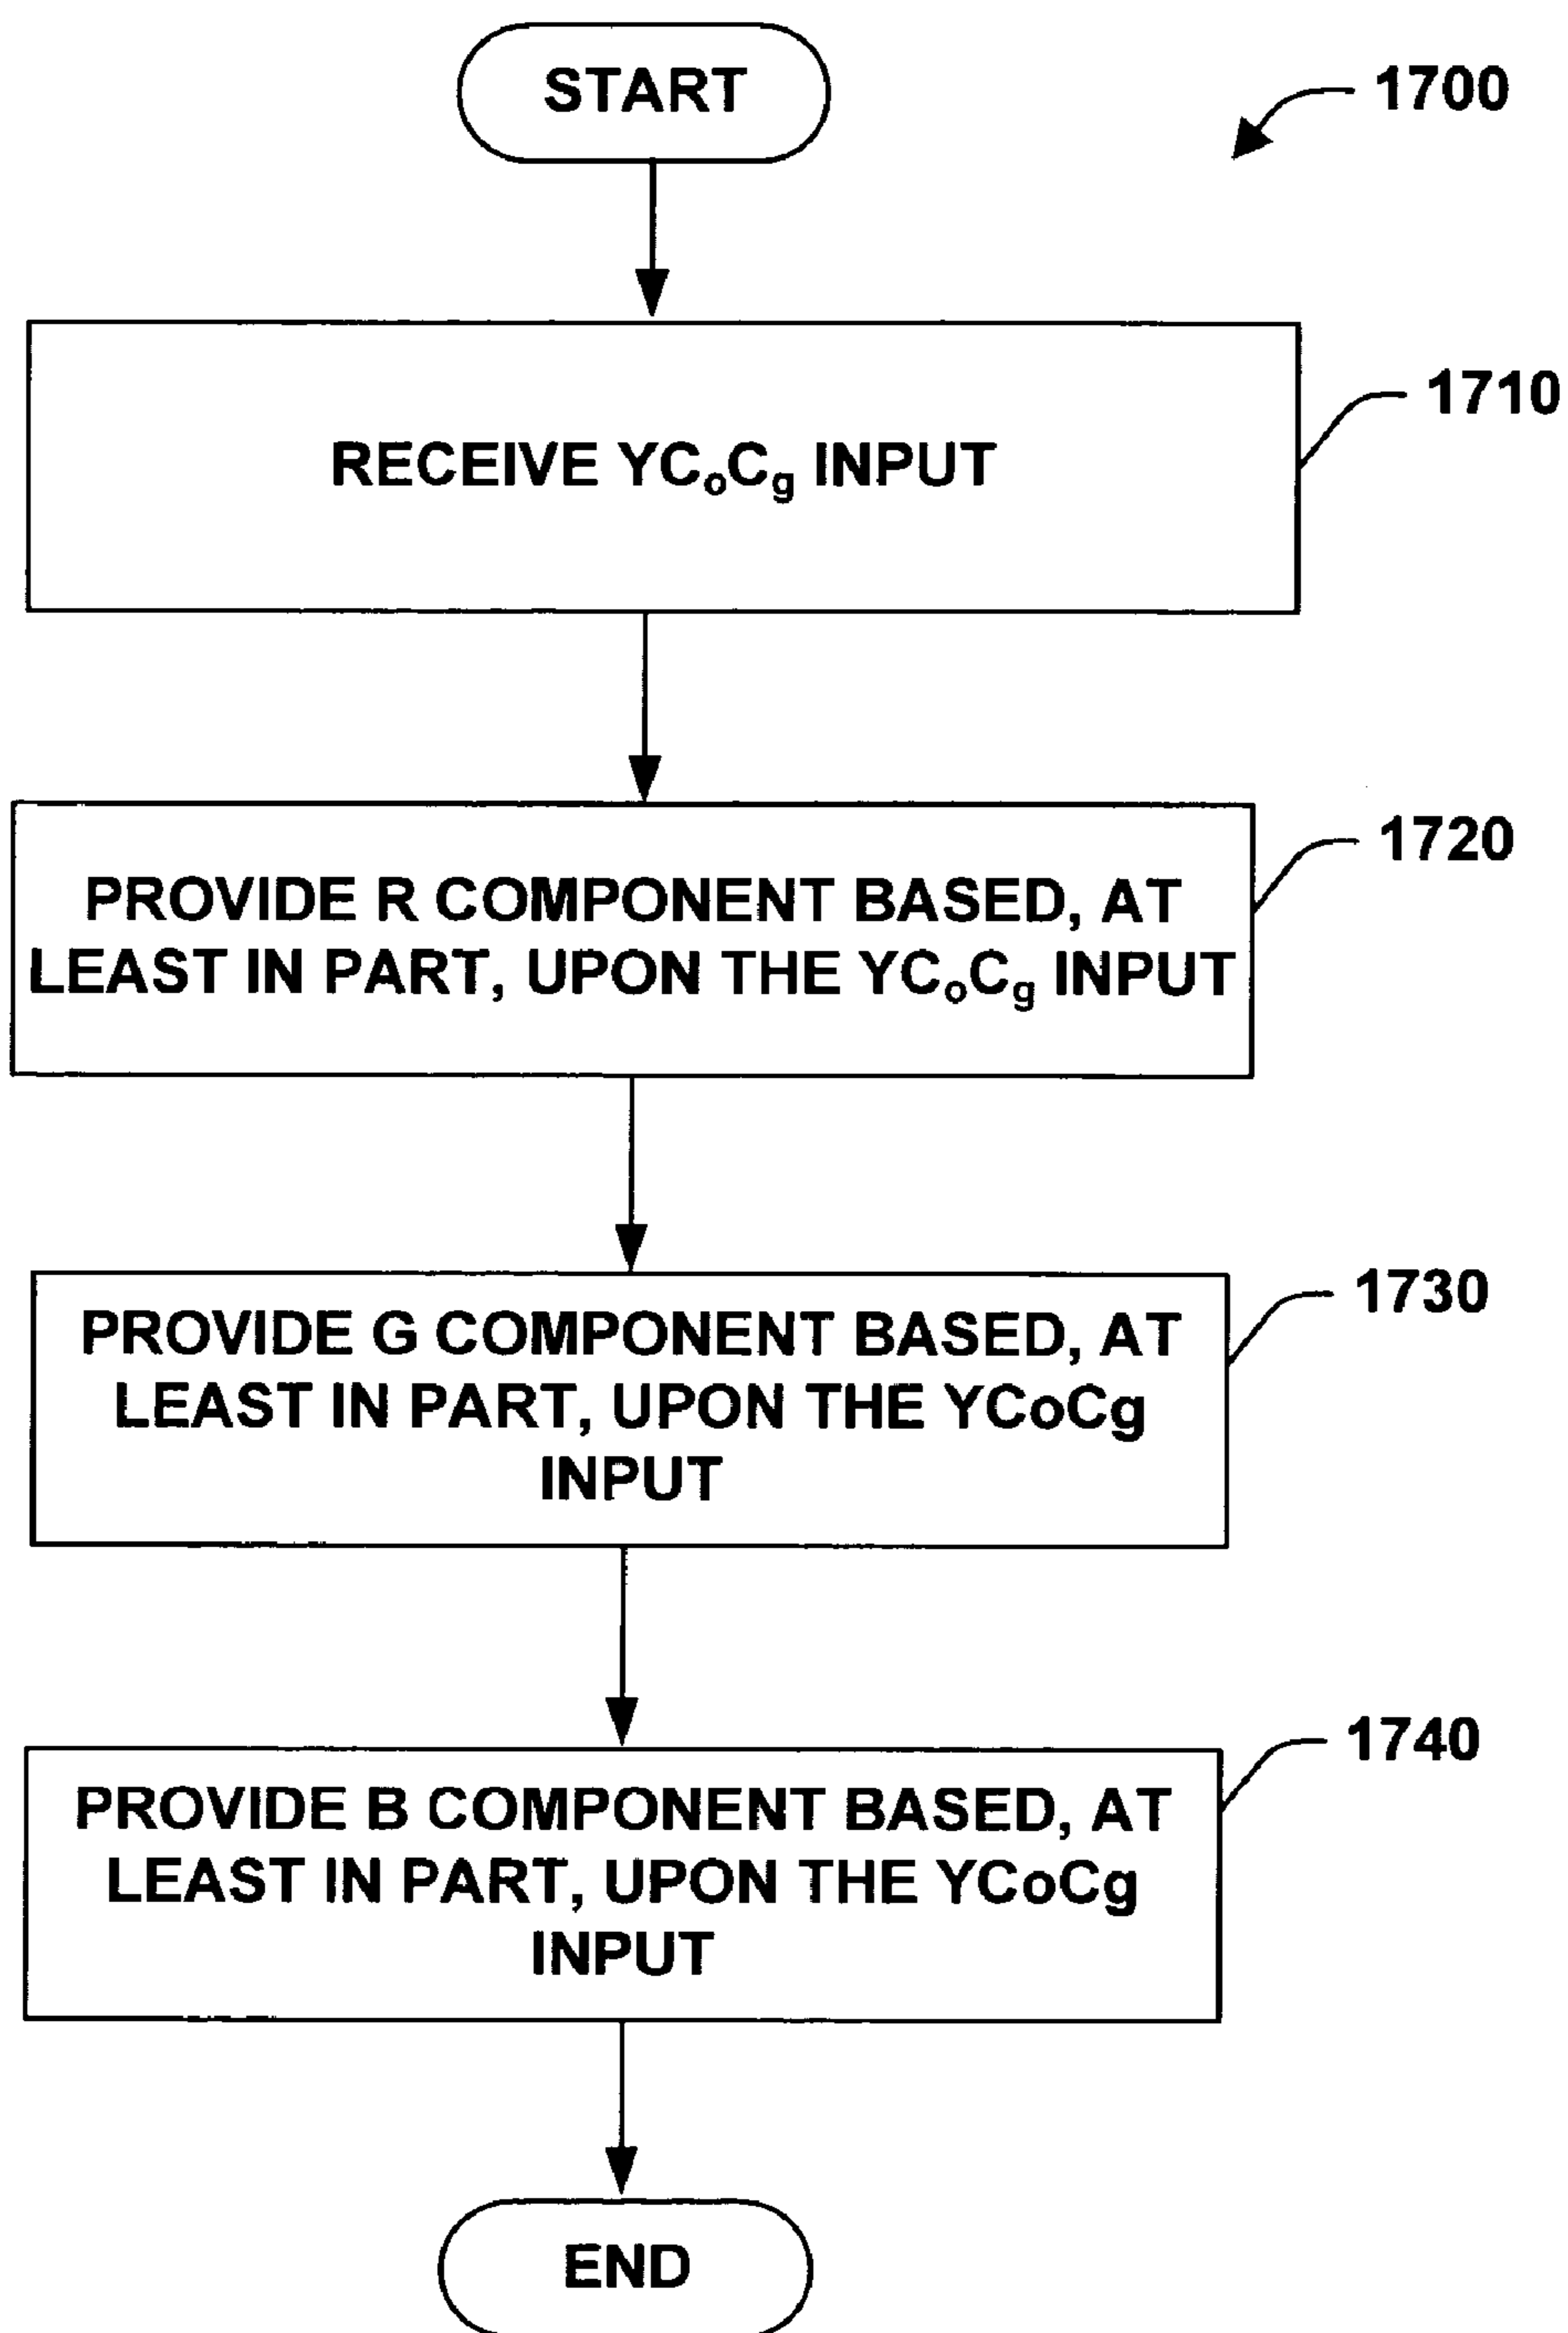 START
1700
RECEIVE YCoCg INPUT
1710
PROVIDE R COMPONENT BASED, AT
LEAST IN PART, UPON THE YCoCg INPUT
1720
PROVIDE G COMPONENT BASED, AT
LEAST IN PART, UPON THE YCoCg
INPUT
1730
PROVIDE B COMPONENT BASED, AT
LEAST IN PART, UPON THE YCoCg
INPUT
1740
END